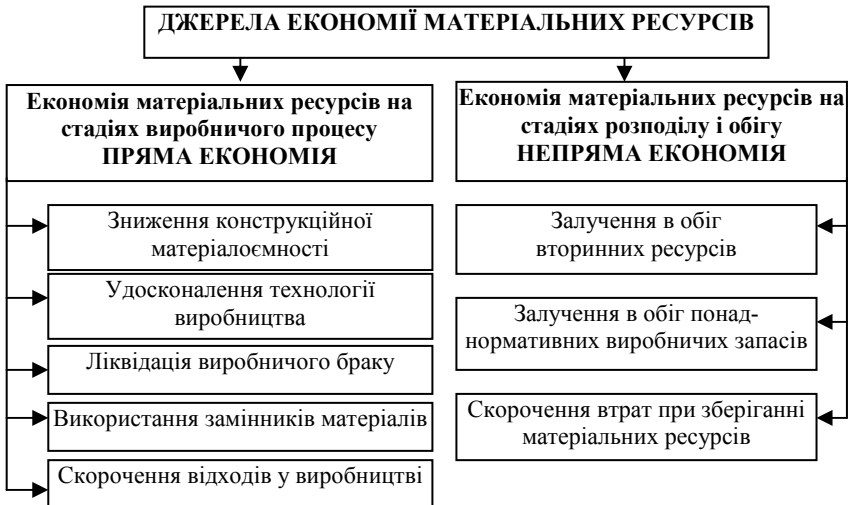 ДЖЕРЕЛА ЕКОНОМІЇ МАТЕРІАЛЬНИХ РЕСУРСІВ
Економія матеріальних ресурсів на
стадіях виробничого процесу
ПРЯМА ЕКОНОМІЯ
Зниження конструкційної
матеріалоємності
Удосконалення технології
виробництва
Ліквідація виробничого браку
Використання замінників матеріалів
Скорочення відходів у виробництві
Економія матеріальних ресурсів на
стадіях розподілу і обігу
НЕПРЯМА ЕКОНОМІЯ
Залучення в обіг
вторинних ресурсів
Залучення в обіг понад-
нормативних виробничих запасів
Скорочення втрат при зберіганні
матеріальних ресурсів